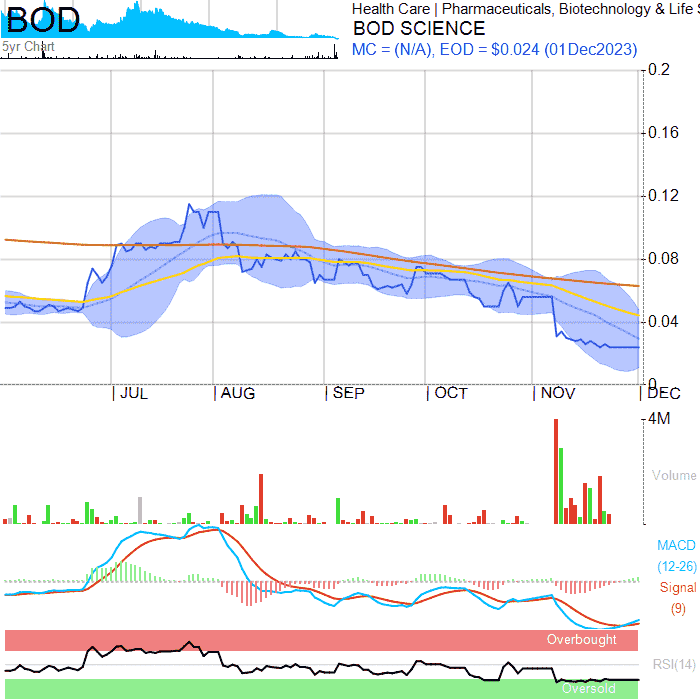 BOD
Health Care | Pharmaceuticals, Biotechnology & Life
BOD SCIENCE
5yr Chart
MC = (N/A), EOD = $0.024 (01Dec2023)
0.2
0.16
0.12
0.08
0.04
0
JUL AUG SEP OCT NOV DEC
4M
Volume
MACD
(12-26)
Signal
(9)
Overbought
RSI(14)
Oversold